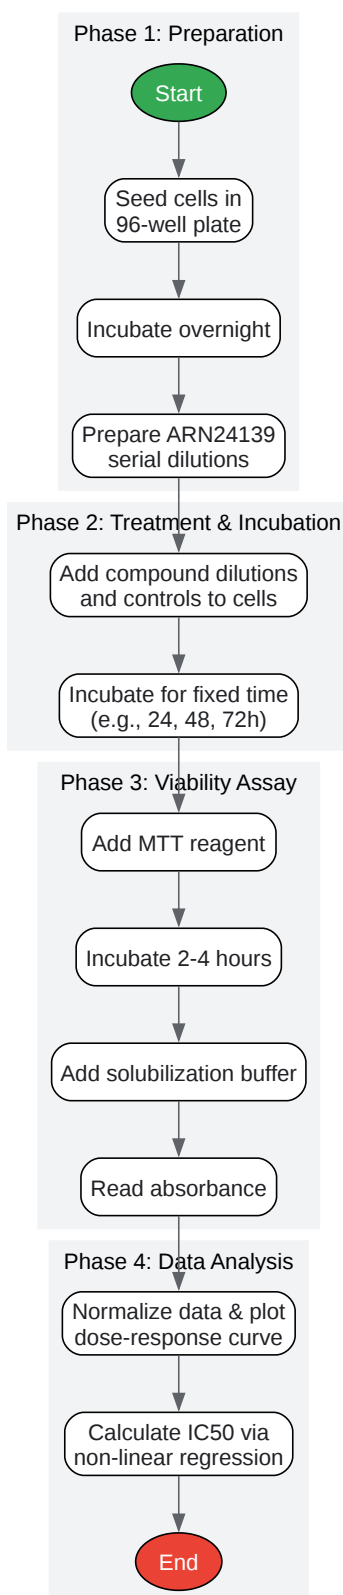 Phase 1: Preparation
Start
Seed cells in
96-well plate
Incubate overnight
Prepare ARN24139
serial dilutions
Phase 2: Treatment & Incubation
Add compound dilutions
and controls to cells
Incubate for fixed time
(e.g., 24, 48, 72h)
Phase 3: Viability Assay
Add MTT reagent
Incubate 2-4 hours
Add solubilization buffer
Read absorbance
Phase 4: Data Analysis
Normalize data & plot
dose-response curve
Calculate IC50 via
non-linear regression
End